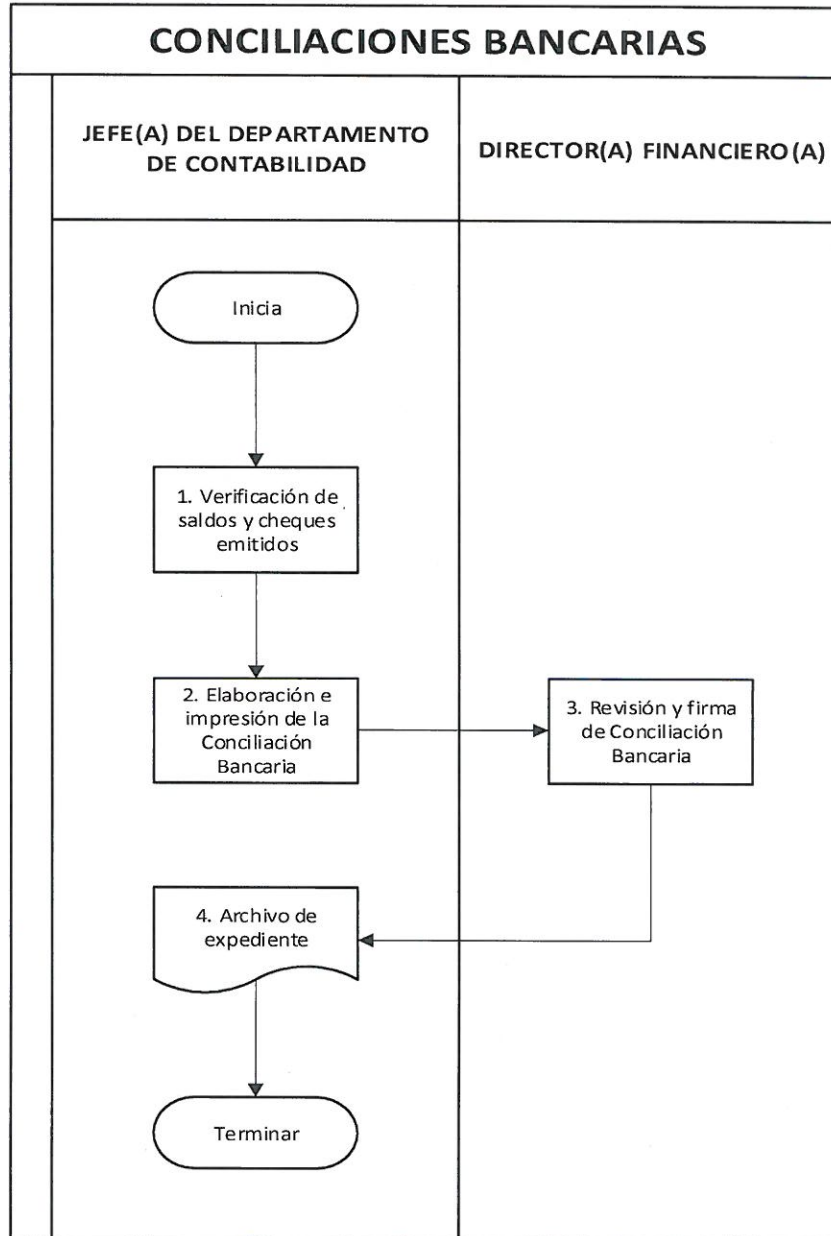 CONCILIACIONES BANCARIAS
JEFE(A) DEL DEPARTAMENTO
DE CONTABILIDAD
DIRECTOR(A) FINANCIERO(A)
Inicia
1. Verificación de
saldos y cheques
emitidos
2. Elaboración e
impresión de la
Conciliación
Bancaria
3. Revisión y firma
de Conciliación
Bancaria
4. Archivo de
expediente
Terminar